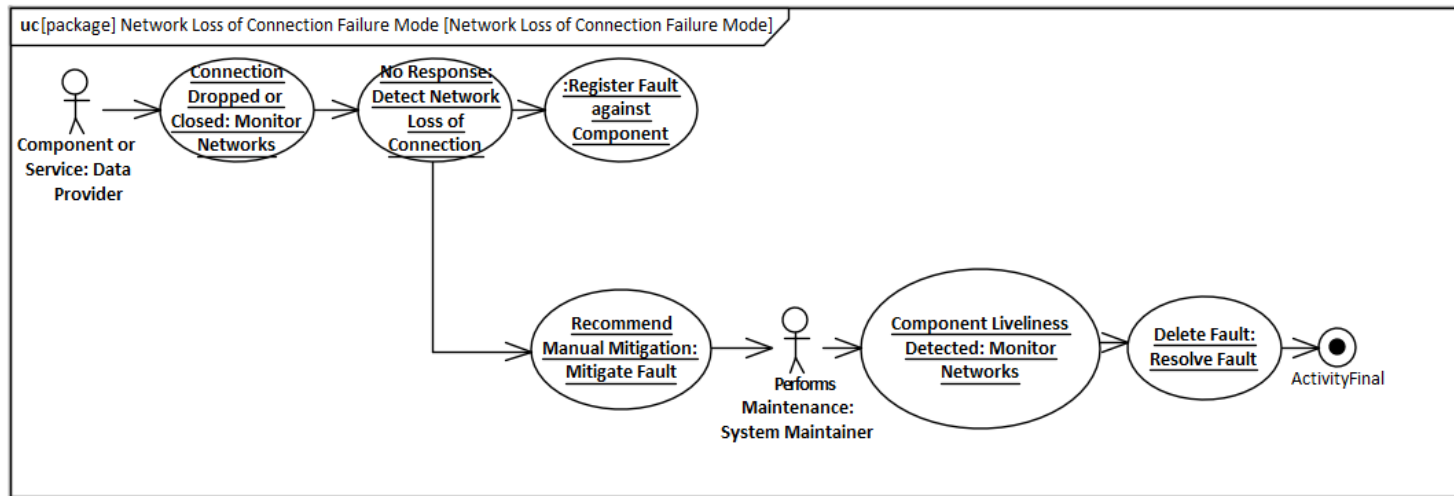 uc [package] Network Loss of Connection Failure Mode [Network Loss of Connection Failure Mode]
Component or
Service: Data
Provider
Connection
Dropped or
Closed: Monitor
Networks
No Response:
Detect Network
Loss of
Connection
:Register Fault
against
Component
Recommend
Manual Mitigation:
Mitigate Fault
Performs
Maintenance:
System Maintainer
Component Liveliness
Detected: Monitor
Networks
Delete Fault:
Resolve Fault
ActivityFinal